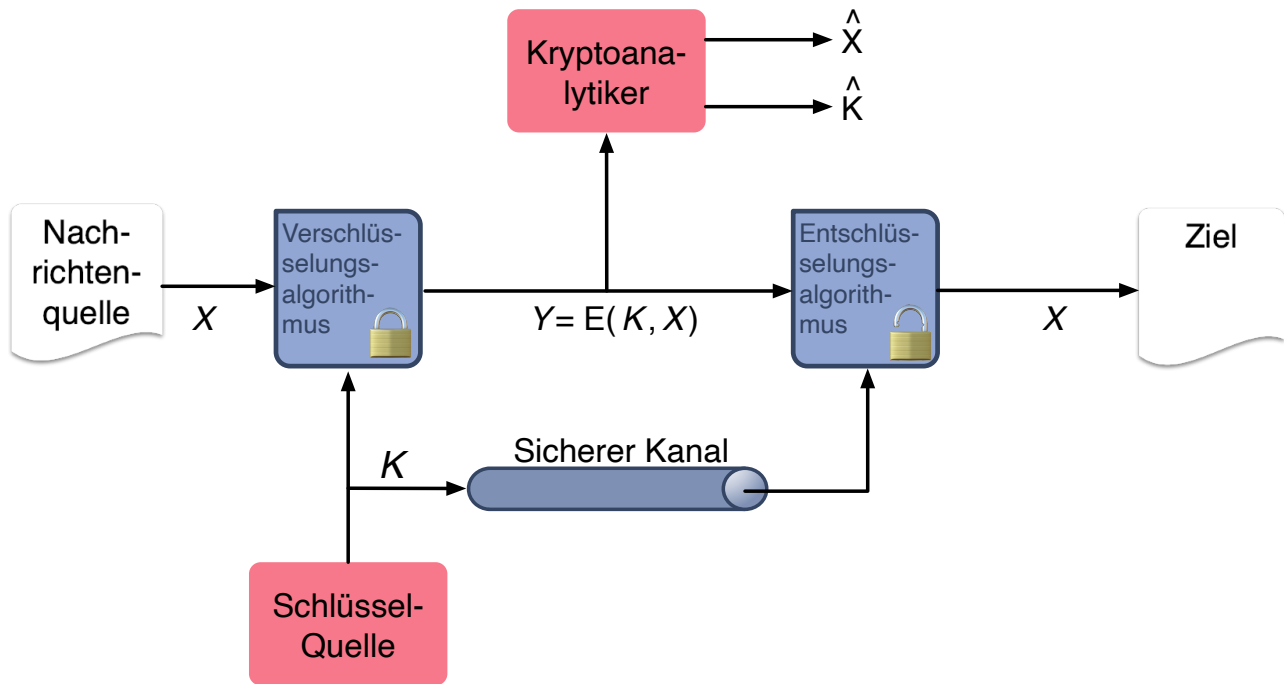 Kryptoana-
lytiker
^
X
^
K
Nach-
richten-
quelle
X
Verschlüs-
selungs-
algorith-
mus
Y = E( K, X)
Entschlüs-
selungs-
algorith-
mus
X
Ziel
K
Sicherer Kanal
Schlüssel-
Quelle